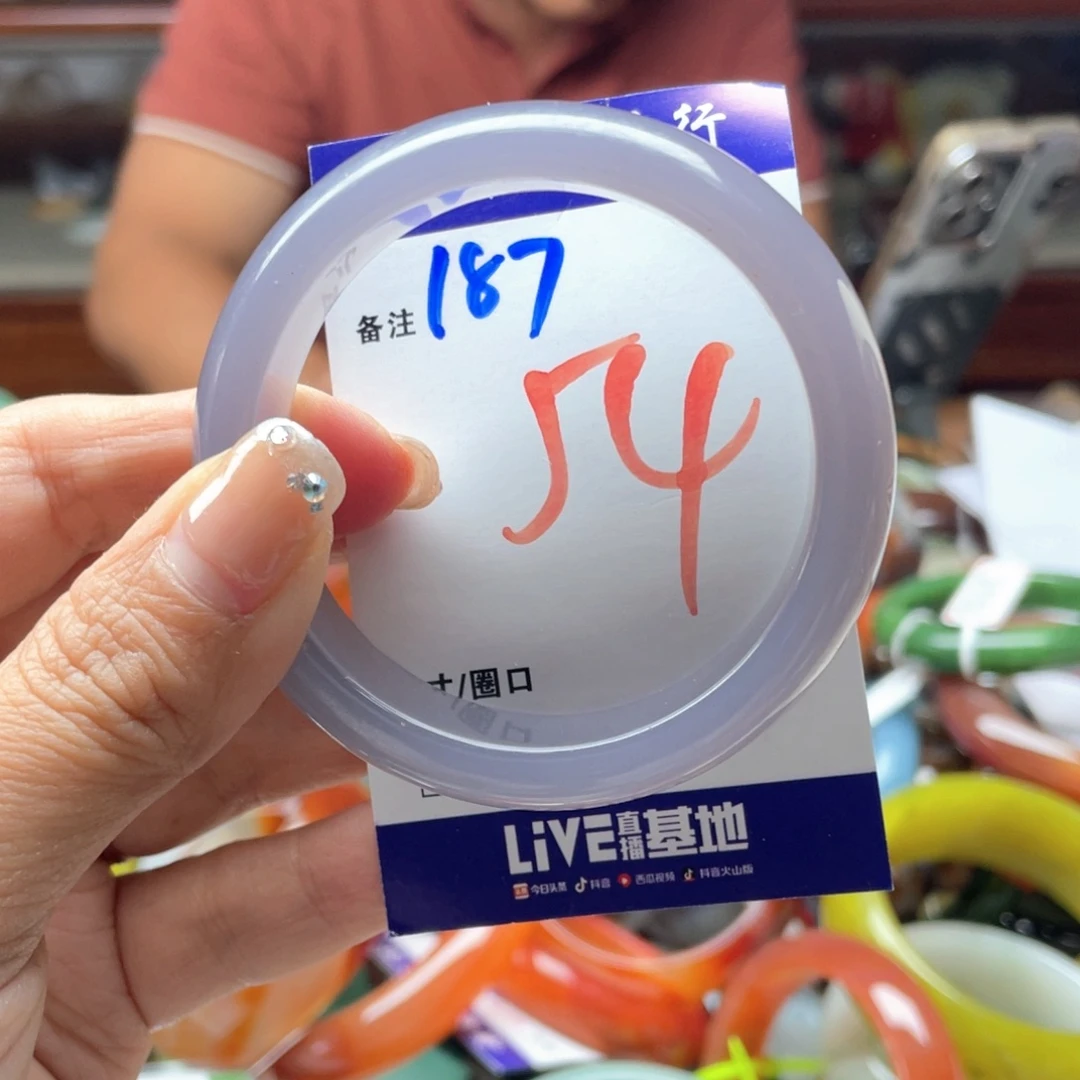 行
备注 187
54
寸/圈口
LiVE直播基地
今日头条 抖音 西瓜视频 抖音火山版